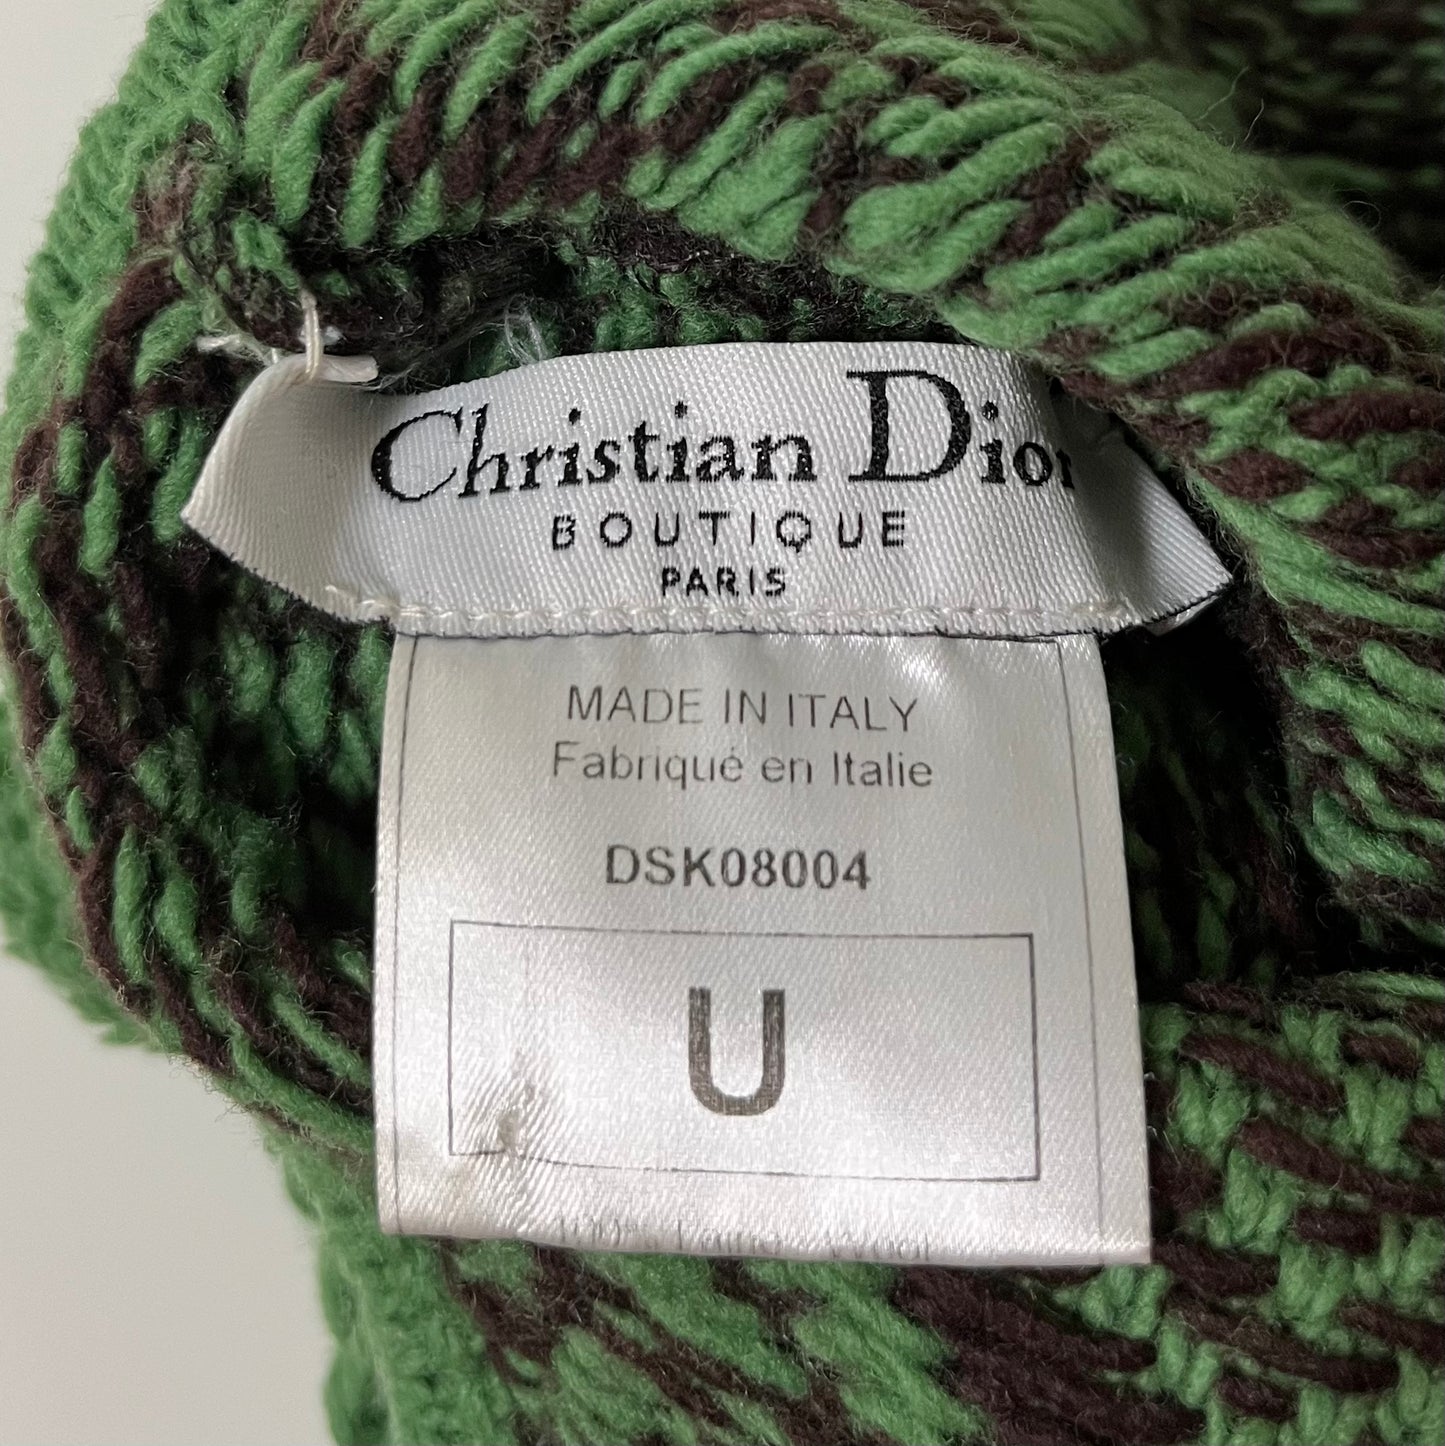 Christian Dior
BOUTIQUE
PARIS
MADE IN ITALY
Fabriqué en Italie
DSK08004
U